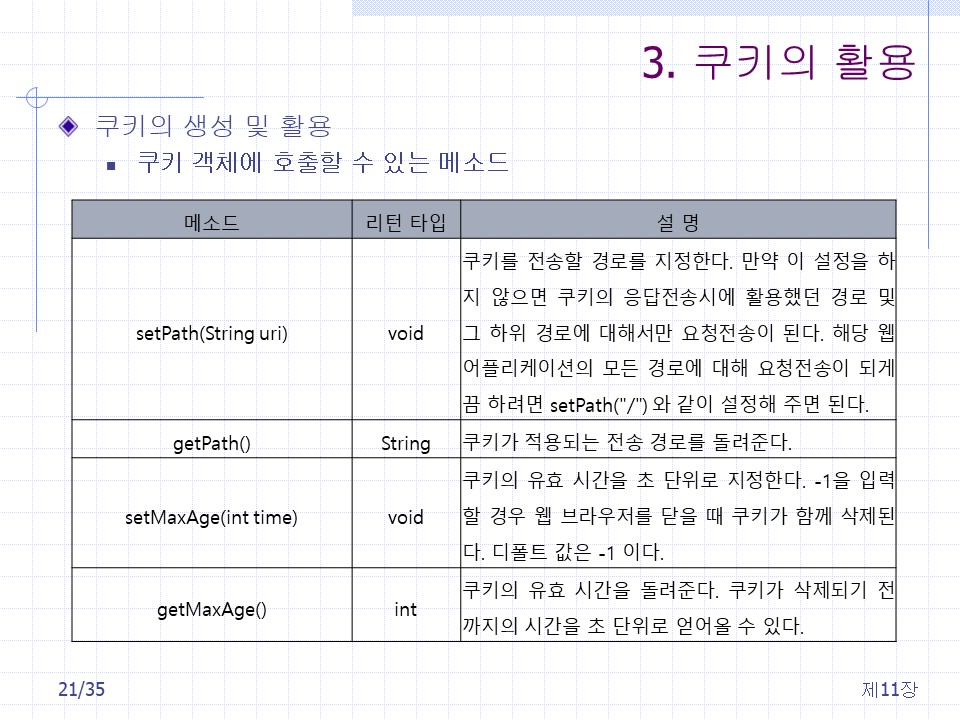 3. 쿠키의 활용
쿠키의 생성 및 활용
쿠키 객체에 호출할 수 있는 메소드
메소드 리턴 타입 설 명
쿠키를 전송할 경로를 지정한다. 만약 이 설정을 하
지 않으면 쿠키의 응답전송시에 활용했던 경로 및
setPath(String uri) void 그 하위 경로에 대해서만 요청전송이 된다. 해당 웹
어플리케이션의 모든 경로에 대해 요청전송이 되게
끔 하려면 setPath("/") 와 같이 설정해 주면 된다.
getPath() String 쿠키가 적용되는 전송 경로를 돌려준다.
쿠키의 유효 시간을 초 단위로 지정한다. -1을 입력
setMaxAge(int time) void 할 경우 웹 브라우저를 닫을 때 쿠키가 함께 삭제된
다. 디폴트 값은 -1 이다.
쿠키의 유효 시간을 돌려준다. 쿠키가 삭제되기 전
getMaxAge() int 까지의 시간을 초 단위로 얻어올 수 있다.
21/35 제11장